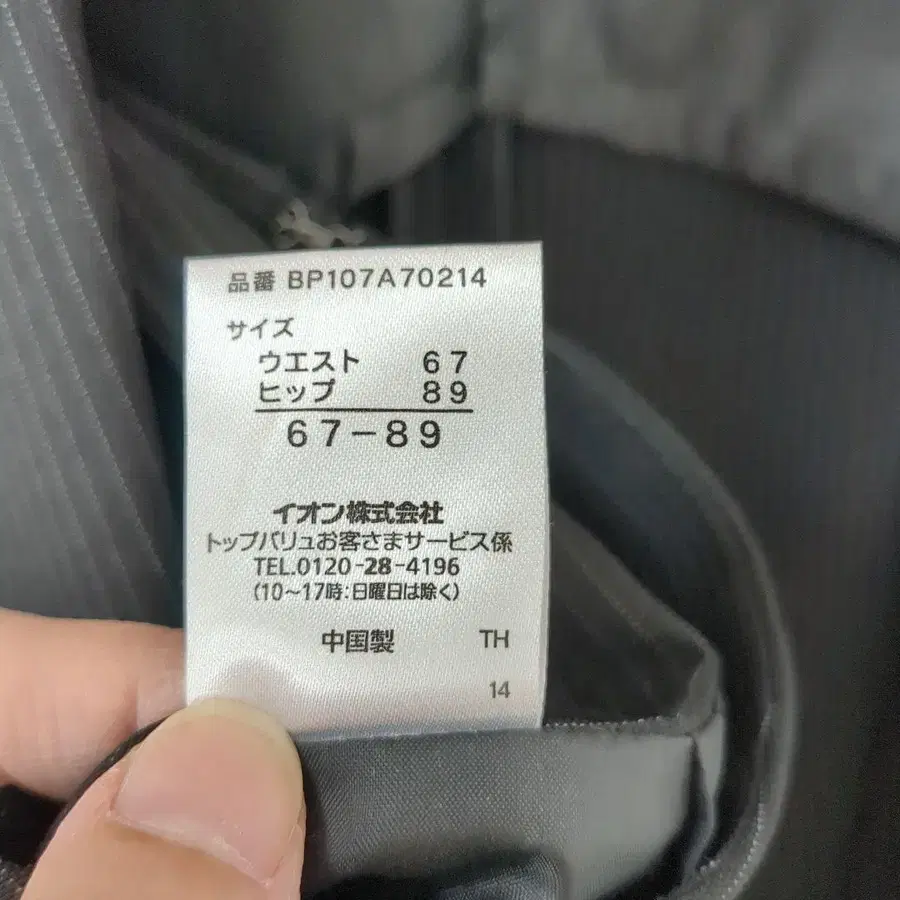 品番 BP107A70214
サイズ
ウエスト 67
ヒップ 89
67-89
イオン株式会社
トップバリュお客さまサービス係
TEL.0120-28-4196
(10～17時:日曜日は除く)
中国製 TH
14